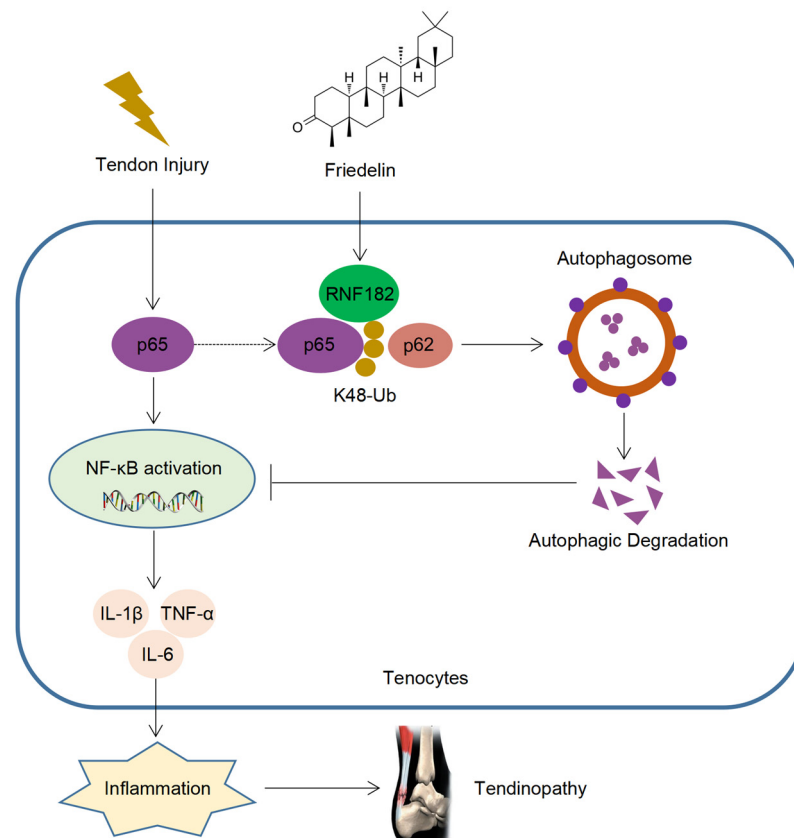 H
H
O
Tendon Injury
Friedelin
Autophagosome
RNF182
p65
p65
p62
K48-Ub
NF-κB activation
Autophagic Degradation
IL-1β
TNF-α
IL-6
Tenocytes
Inflammation
Tendinopathy